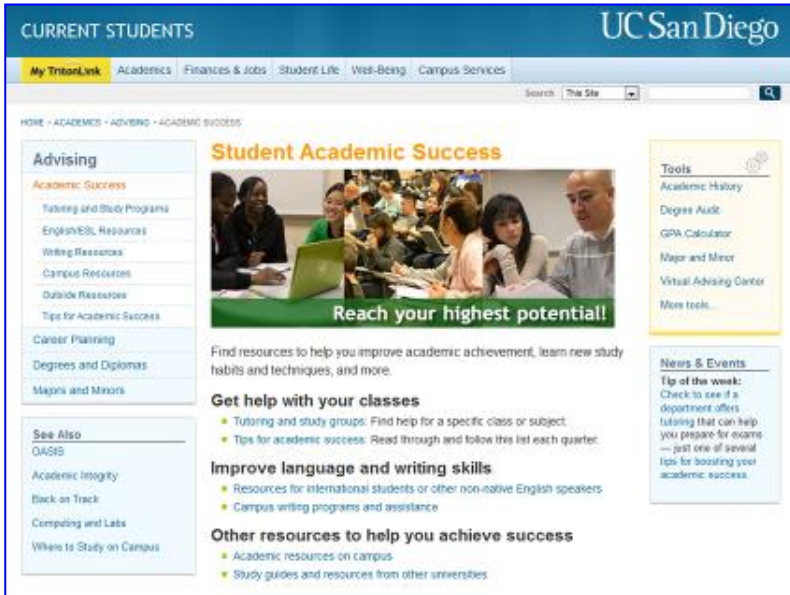 CURRENT STUDENTS
UC San Diego
My TritonLink Academics Finances & Jobs Student Life Well-Being Campus Services
Search This Site
HOME - ACADEMICS - ADVISING - ACADEMIC SUCCESS
Advising
Academic Success
Tutoring and Study Programs
English/ESL Resources
Writing Resources
Campus Resources
Outside Resources
Tips for Academic Success
Career Planning
Degrees and Diplomas
Majors and Minors
See Also
OASIS
Academic Integrity
Back on Track
Computing and Labs
Where to Study on Campus
Student Academic Success
Reach your highest potential!
Find resources to help you improve academic achievement, learn new study
habits and techniques, and more.
Get help with your classes
Tutoring and study groups: Find help for a specific class or subject.
Tips for academic success: Read through and follow this list each quarter.
Improve language and writing skills
Resources for international students or other non-native English speakers
Campus writing programs and assistance
Other resources to help you achieve success
Academic resources on campus
Study guides and resources from other universities
Tools
Academic History
Degree Audit
GPA Calculator
Major and Minor
Virtual Advising Center
More tools...
News & Events
Tip of the week:
Check to see if a
department offers
tutoring that can help
you prepare for exams
— just one of several
tips for boosting your
academic success.